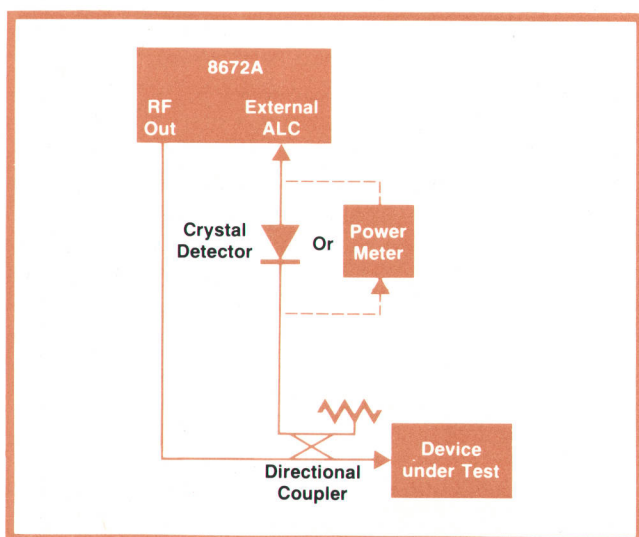 8672A
RF
Out
External
ALC
Crystal
Detector
Or
Power
Meter
Directional
Coupler
Device
under Test